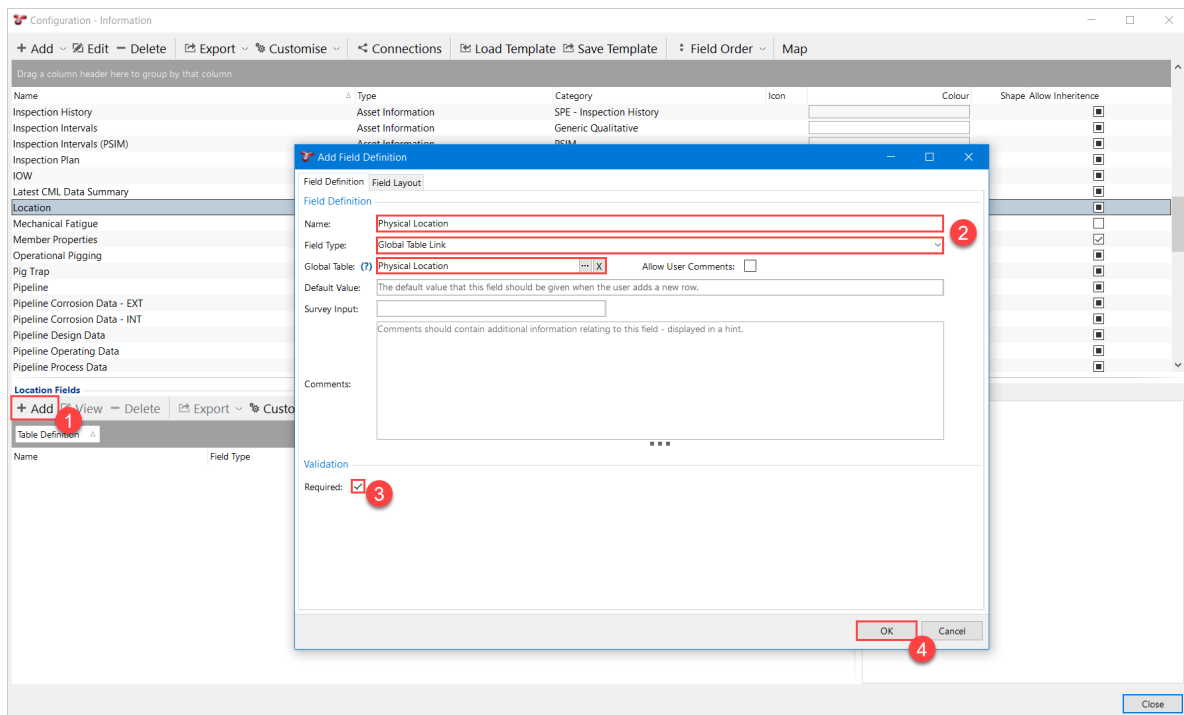 Configuration - Information
+ Add Edit − Delete Export Customise Connections Load Template Save Template Field Order Map
Drag a column header here to group by that column
Name Type Category Icon Colour Shape Allow Inheritence
Inspection History Asset Information SPE - Inspection History
Inspection Intervals Asset Information Generic Qualitative
Inspection Intervals (PSIM) Asset Information PSIM
Inspection Plan
IOW
Latest CML Data Summary
Location
Mechanical Fatigue
Member Properties
Operational Pigging
Pig Trap
Pipeline
Pipeline Corrosion Data - EXT
Pipeline Corrosion Data - INT
Pipeline Design Data
Pipeline Operating Data
Pipeline Process Data
Location Fields
+ Add View − Delete Export Custo
1
Table Definition
Name Field Type
Add Field Definition
Field Definition Field Layout
Field Definition
Name: Physical Location
2
Field Type: Global Table Link
Global Table: (?) Physical Location ... X Allow User Comments:
Default Value: The default value that this field should be given when the user adds a new row.
Survey Input:
Comments: Comments should contain additional information relating to this field - displayed in a hint.
Validation
Required:
3
OK Cancel
4
Close